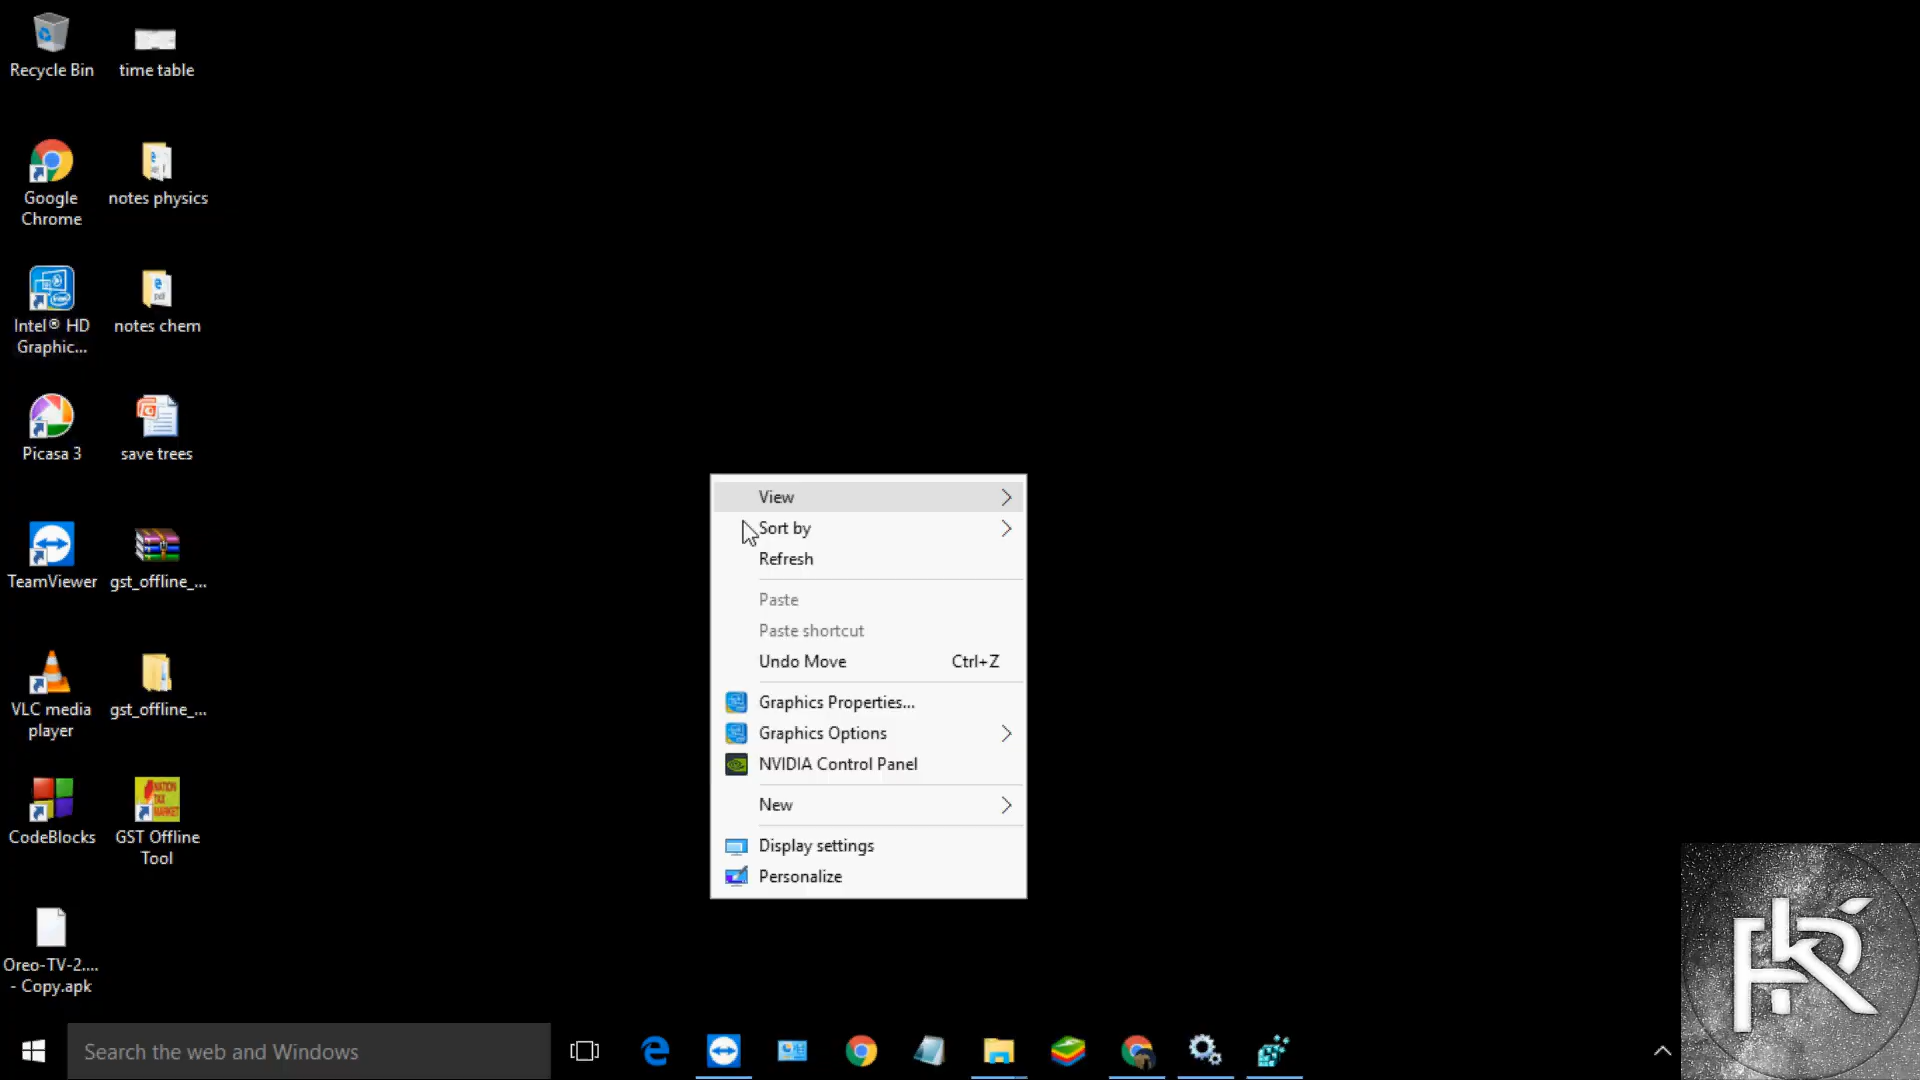 Recycle Bin
time table
Google
Chrome
notes physics
Intel® HD
Graphic...
notes chem
Picasa 3
save trees
TeamViewer
gst_offline_...
VLC media
player
gst_offline_...
CodeBlocks
GST Offline
Tool
Oreo-TV-2....
- Copy.apk
View
Sort by
Refresh
Paste
Paste shortcut
Undo Move Ctrl+Z
Graphics Properties...
Graphics Options
NVIDIA Control Panel
New
Display settings
Personalize
NATION
TAX
MARKET
Search the web and Windows